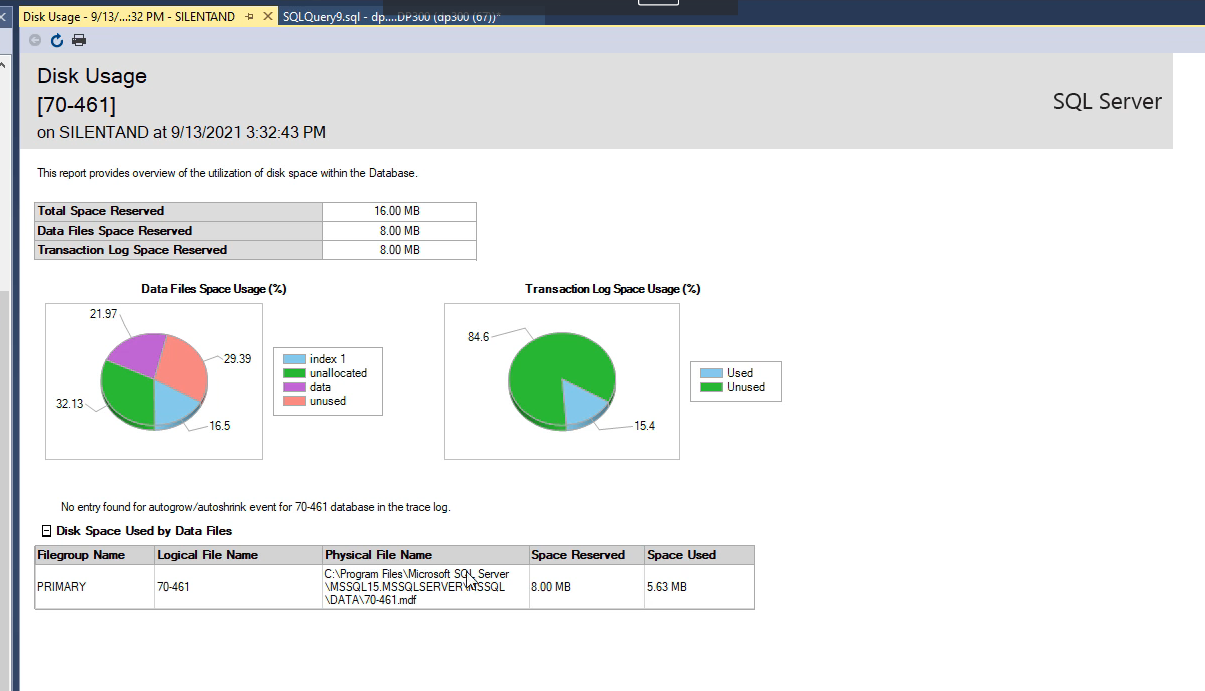 Disk Usage - 9/13/...:32 PM - SILENTAND
SQLQuery9.sql - dp....DP300 (dp300 (67))*
Disk Usage
[70-461]
on SILENTAND at 9/13/2021 3:32:43 PM
SQL Server
This report provides overview of the utilization of disk space within the Database.
Total Space Reserved 16.00 MB
Data Files Space Reserved 8.00 MB
Transaction Log Space Reserved 8.00 MB
Data Files Space Usage (%)
21.97
29.39
32.13
16.5
index 1
unallocated
data
unused
Transaction Log Space Usage (%)
84.6
15.4
Used
Unused
No entry found for autogrow/autoshrink event for 70-461 database in the trace log.
Disk Space Used by Data Files
Filegroup Name Logical File Name Physical File Name Space Reserved Space Used
PRIMARY 70-461 C:\Program Files\Microsoft SQL Server
\MSSQL15.MSSQLSERVER\MSSQL
\DATA\70-461.mdf 8.00 MB 5.63 MB